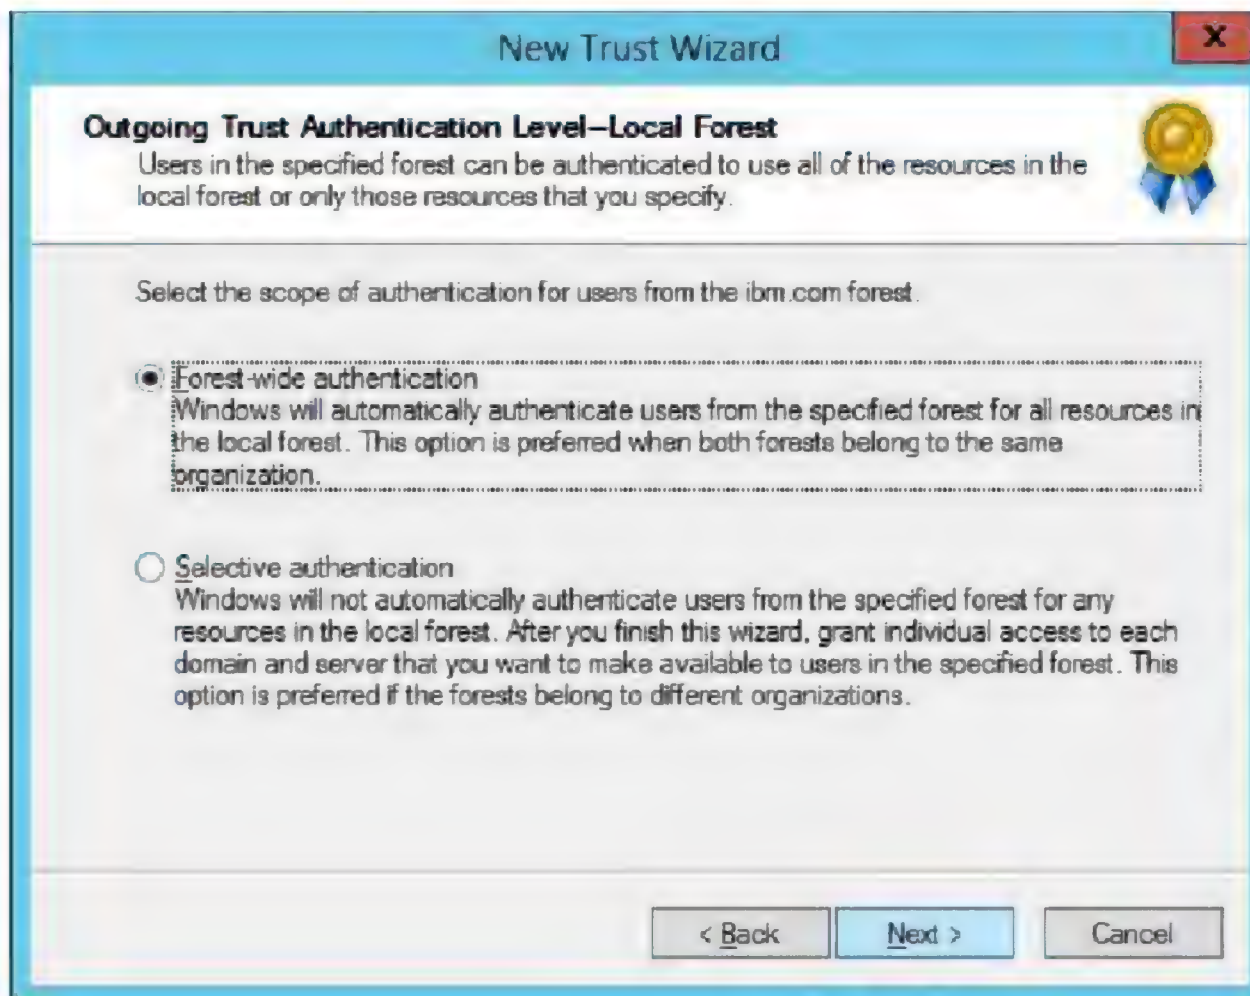 New Trust Wizard
x
Outgoing Trust Authentication Level–Local Forest
Users in the specified forest can be authenticated to use all of the resources in the
local forest or only those resources that you specify.
Select the scope of authentication for users from the ibm.com forest.
Forest-wide authentication
Windows will automatically authenticate users from the specified forest for all resources in
the local forest. This option is preferred when both forests belong to the same
organization.
Selective authentication
Windows will not automatically authenticate users from the specified forest for any
resources in the local forest. After you finish this wizard, grant individual access to each
domain and server that you want to make available to users in the specified forest. This
option is preferred if the forests belong to different organizations.
< Back
Next >
Cancel